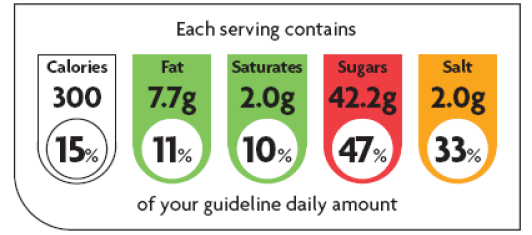 Each serving contains
Calories Fat Saturates Sugars Salt
300 7.7g 2.0g 42.2g 2.0g
15% 11% 10% 47% 33%
of your guideline daily amount